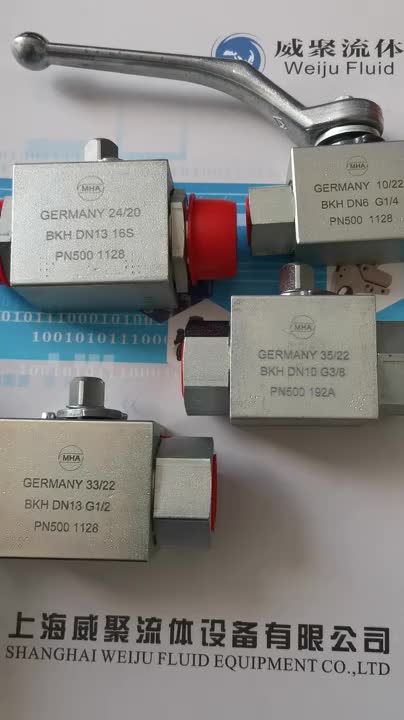 威聚流体
Weiju Fluid
MHA
GERMANY 24/20
BKH DN13 16S
PN500 1128
GERMANY 10/22
BKH DN6 G1/4
PN500 1128
MHA
GERMANY 35/22
BKH DN10 G3/8
PN500 192A
MHA
GERMANY 33/22
BKH DN13 G1/2
PN500 1128
上海威聚流体设备有限公司
SHANGHAI WEIJU FLUID EQUIPMENT CO.,LTD